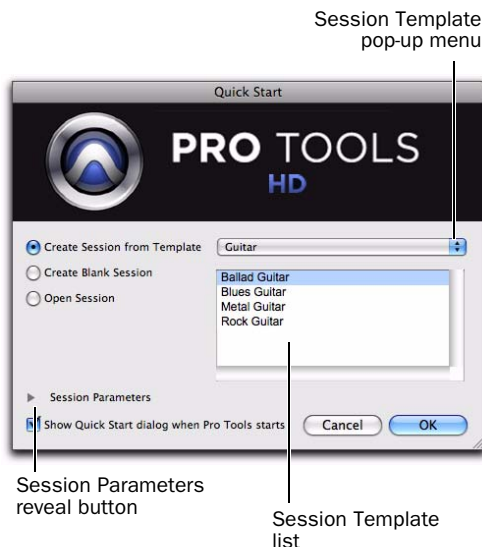 Session Template
pop-up menu
Quick Start
PRO TOOLS
HD
Create Session from Template
Guitar
Create Blank Session
Open Session
Ballad Guitar
Blues Guitar
Metal Guitar
Rock Guitar
Session Parameters
Show Quick Start dialog when Pro Tools starts
Cancel
OK
Session Parameters
reveal button
Session Template
list